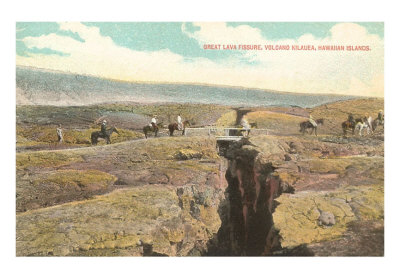 GREAT LAVA FISSURE, VOLCANO KILAUEA, HAWAIIAN ISLANDS.